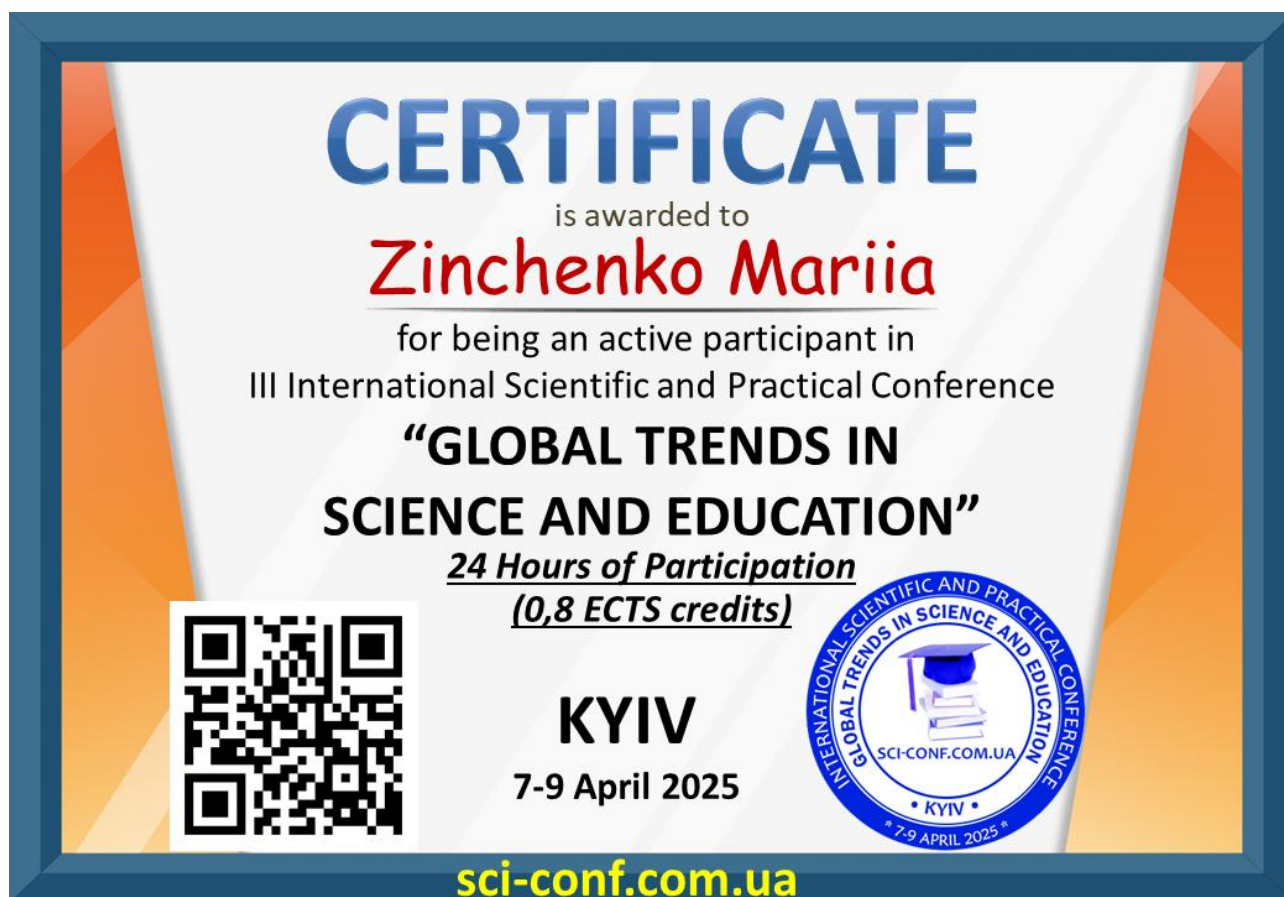 CERTIFICATE
is awarded to
Zinchenko Mariia
for being an active participant in
III International Scientific and Practical Conference
“GLOBAL TRENDS IN
SCIENCE AND EDUCATION”
24 Hours of Participation
(0,8 ECTS credits)
KYIV
7-9 April 2025
INTERNATIONAL SCIENTIFIC AND PRACTICAL CONFERENCE
GLOBAL TRENDS IN SCIENCE AND EDUCATION
SCI-CONF.COM.UA
• KYIV •
* 7-9 APRIL 2025 *
sci-conf.com.ua